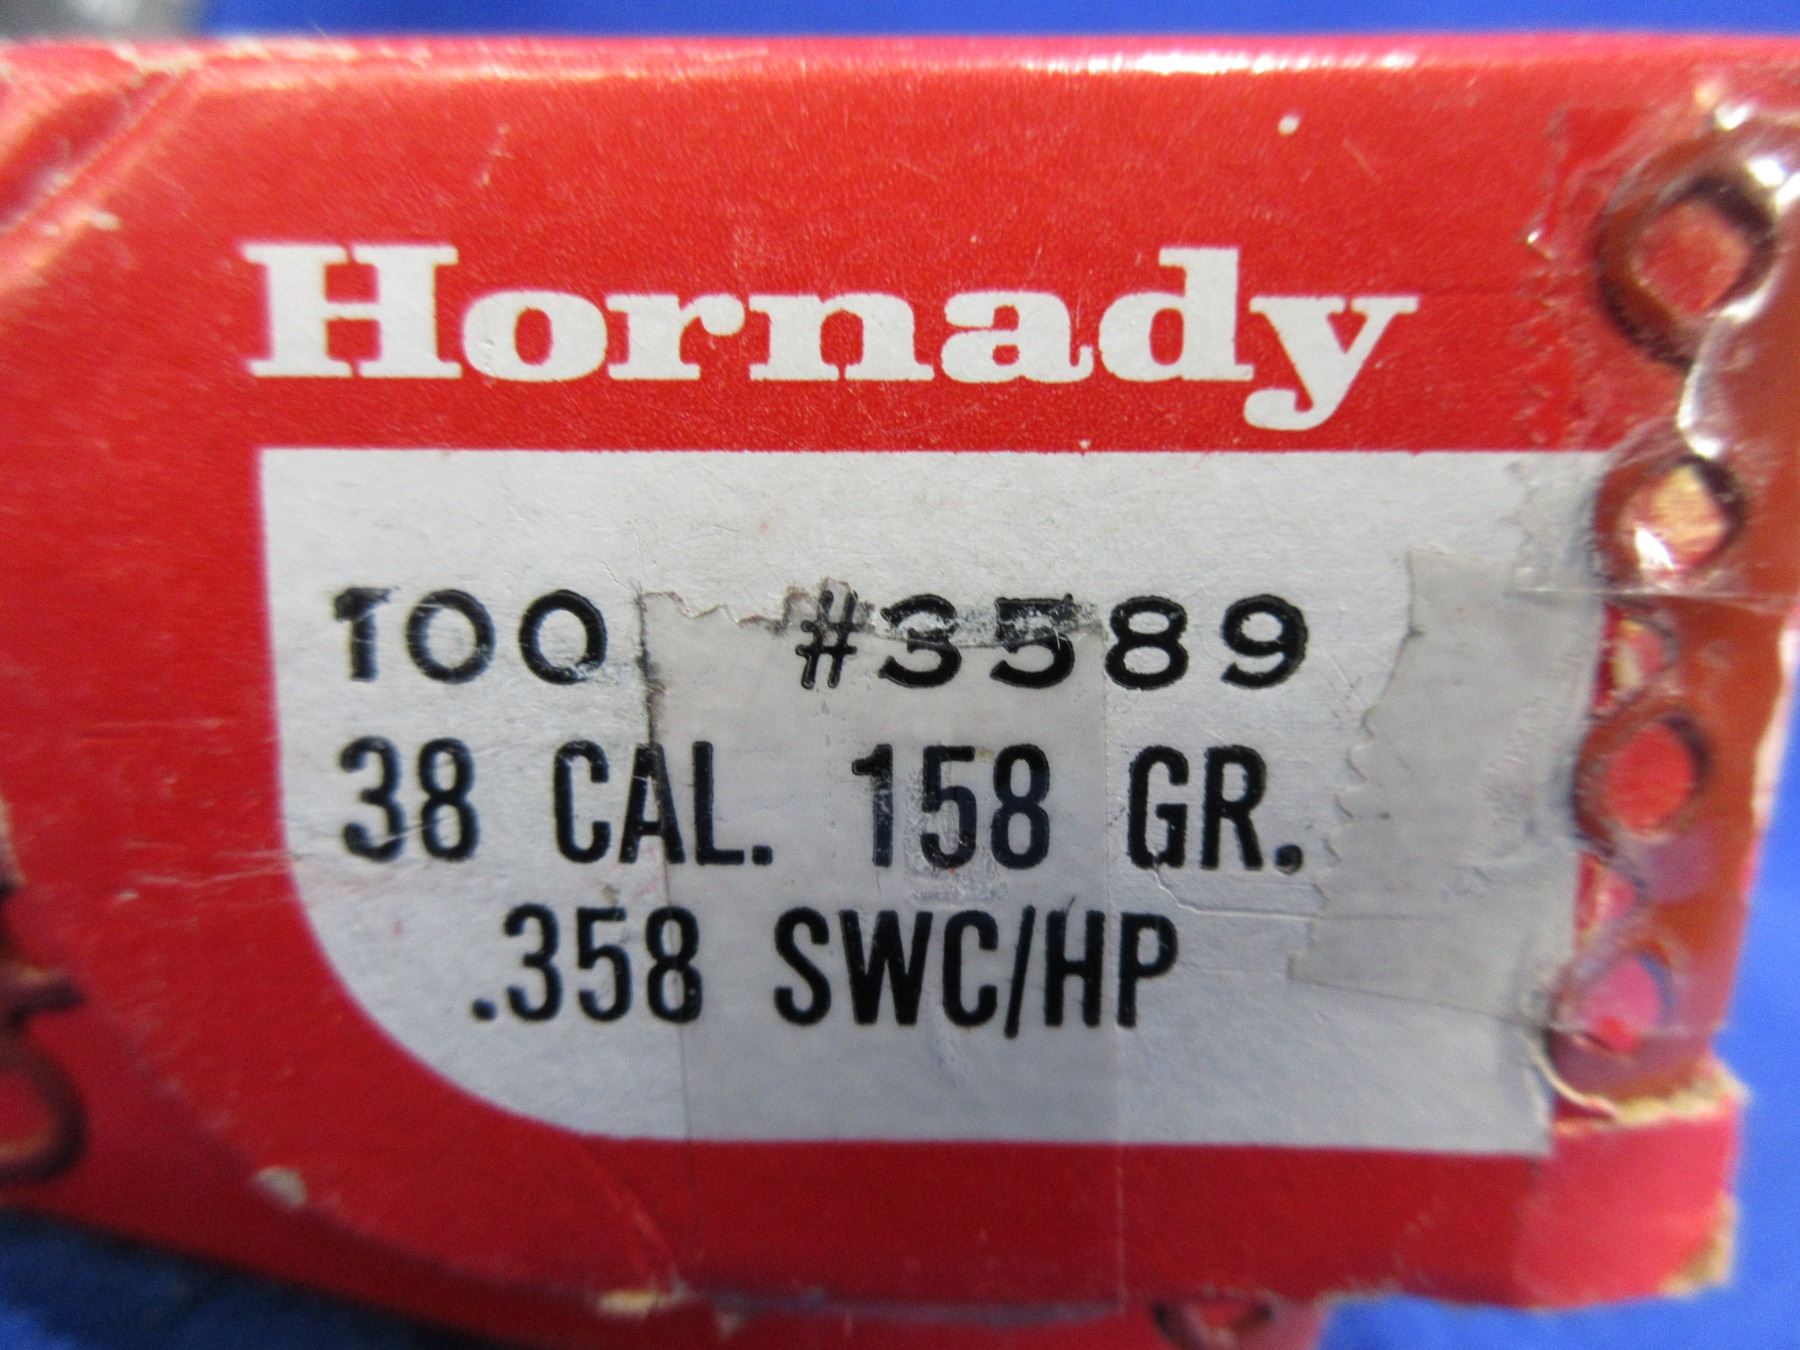 Hornady
100 #3589
38 CAL. 158 GR.
.358 SWC/HP